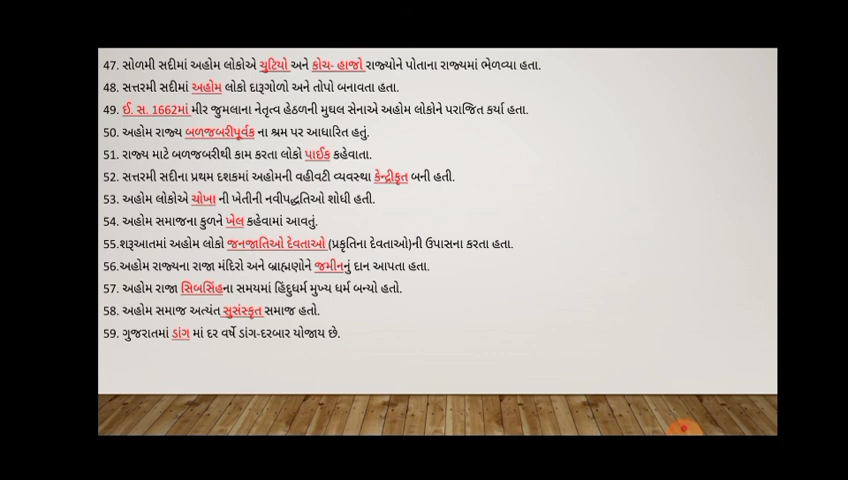 47. સોળમી સદીમાં અહોમ લોકોએ ચુટિયો અને કોચ- હાજો રાજ્યોને પોતાના રાજ્યમાં ભેળવ્યા હતા.
48. સત્તરમી સદીમાં અહોમ લોકો દારૂગોળો અને તોપો બનાવતા હતા.
49. ઈ. સ. 1662માં મીર જુમલાના નેતૃત્વ હેઠળની મુઘલ સેનાએ અહોમ લોકોને પરાજિત કર્યા હતા.
50. અહોમ રાજ્ય બળજબરીપૂર્વક ના શ્રમ પર આધારિત હતું.
51. રાજ્ય માટે બળજબરીથી કામ કરતા લોકો પાઈક કહેવાતા.
52. સત્તરમી સદીના પ્રથમ દશકમાં અહોમની વહીવટી વ્યવસ્થા કેન્દ્રીકૃત બની હતી.
53. અહોમ લોકોએ ચોખા ની ખેતીની નવીપદ્ધતિઓ શોધી હતી.
54. અહોમ સમાજના કુળને ખેલ કહેવામાં આવતું.
55.શરૂઆતમાં અહોમ લોકો જનજાતિઓ દેવતાઓ (પ્રકૃતિના દેવતાઓ)ની ઉપાસના કરતા હતા.
56.અહોમ રાજ્યના રાજા મંદિરો અને બ્રાહ્મણોને જમીનનું દાન આપતા હતા.
57. અહોમ રાજા સિબસિંહના સમયમાં હિંદુધર્મ મુખ્ય ધર્મ બન્યો હતો.
58. અહોમ સમાજ અત્યંત સુસંસ્કૃત સમાજ હતો.
59. ગુજરાતમાં ડાંગ માં દર વર્ષે ડાંગ-દરબાર યોજાય છે.